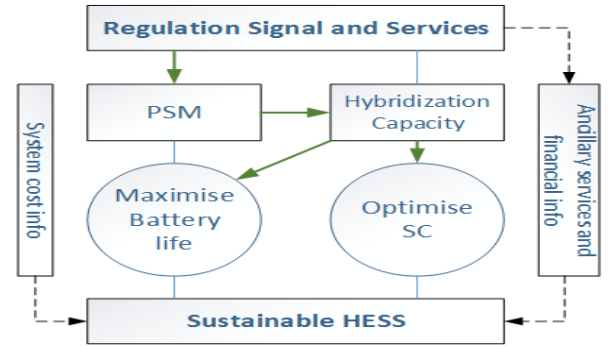 Regulation Signal and Services
PSM
Hybridization
Capacity
System cost info
Ancillary services and
financial info
Maximise
Battery
life
Optimise
SC
Sustainable HESS